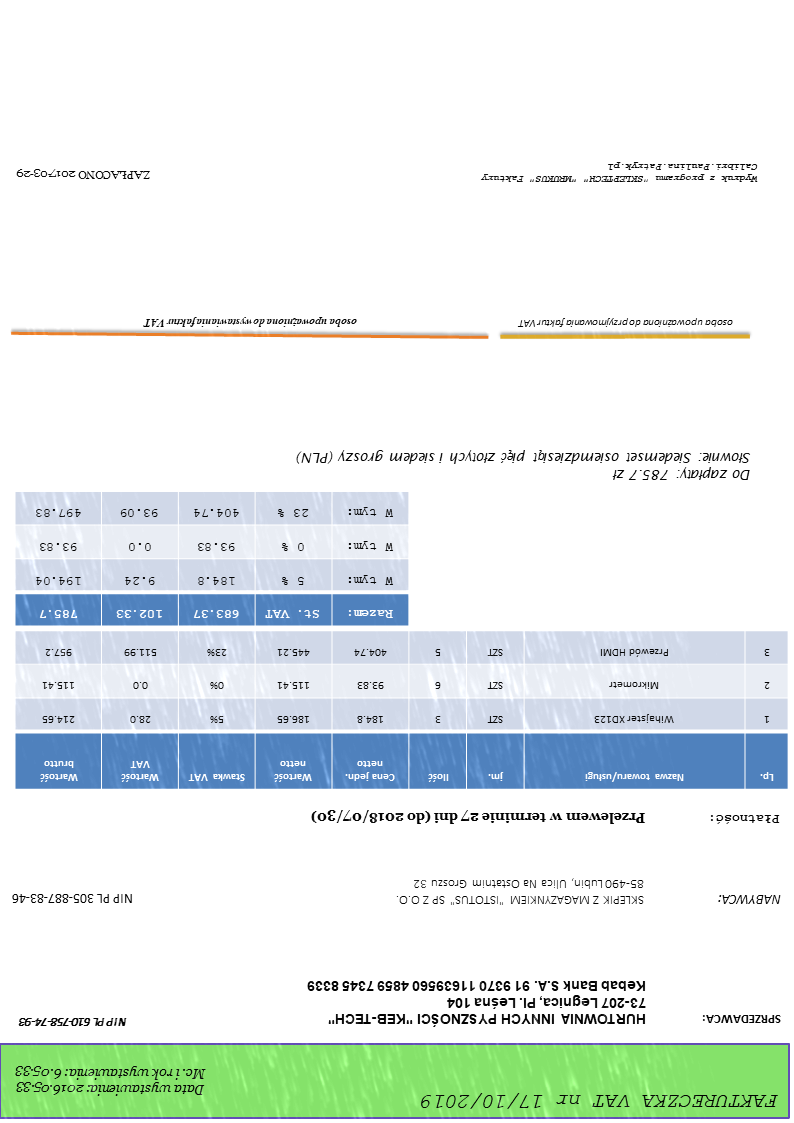 FAKTURECZKA VAT nr 17/10/2019
Data wystawienia: 2016-05-33
Mc. i rok wystawienia: 6.05-33
SPRZEDAWCA:
HURTOWNIA INNYCH PYSZNOŚCI "KEB-TECH"
73-207 Legnica, Pl. Leśna 104
Kebab Bank S.A. 91 9370 11639560 4859 7345 8339
NIP PL 610-758-74-93
NABYWCA:
SKLEPIK Z MAGAZYNKIEM "ISTOTUS" SP Z O.O.
85-490 Lubin, Ulica Na Ostatnim Groszu 32
NIP PL 305-887-83-46
Płatność: Przelewem w terminie 27 dni (do 2018/07/30)
Lp. Nazwa towaru/usługi jm. Ilość Cena jedn. netto Wartość netto Stawka VAT Wartość VAT Wartość brutto
1 Wihajster XD123 SZT 3 184.8 186.65 5% 28.0 214.65
2 Mikrometr SZT 6 93.83 115.41 0% 0.0 115.41
3 Przewód HDMI SZT 5 404.74 445.21 23% 511.99 957.2
Razem: St. VAT 683.37 102.33 785.7
W tym: 5 % 184.8 9.24 194.04
W tym: 0 % 93.83 0.0 93.83
W tym: 23 % 404.74 93.09 497.83
Do zapłaty: 785.7 zł
Słownie: Siedemset osiemdziesiąt pięć złotych i siedem groszy (PLN)
osoba upoważniona do przyjmowania faktur VAT
osoba upoważniona do wystawiania faktur VAT
Wydruk z programu "SKLEPTECH" "MRUKUS" Faktury
Calibri.Paulina.Patryk.pl
ZAPŁACONO 201703-29